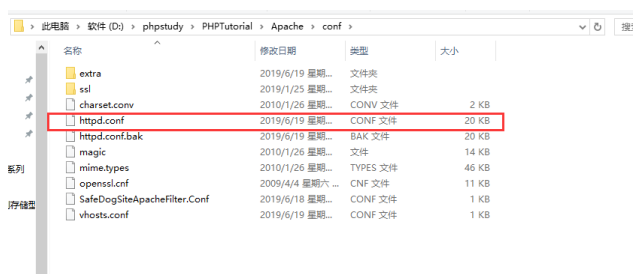 此电脑 › 软件 (D:) › phpstudy › PHPTutorial › Apache › conf ›
名称 修改日期 类型 大小
extra 2019/6/19 星期... 文件夹
ssl 2019/1/25 星期... 文件夹
charset.conv 2010/1/26 星期... CONV 文件 2 KB
httpd.conf 2019/6/19 星期... CONF 文件 20 KB
httpd.conf.bak 2019/6/19 星期... BAK 文件 20 KB
magic 2010/1/26 星期... 文件 14 KB
mime.types 2010/1/26 星期... TYPES 文件 46 KB
系列
openssl.cnf 2009/4/4 星期六 ... CNF 文件 11 KB
SafeDogSiteApacheFilter.Conf 2019/6/18 星期... CONF 文件 1 KB
vhosts.conf 2019/6/19 星期... CONF 文件 1 KB